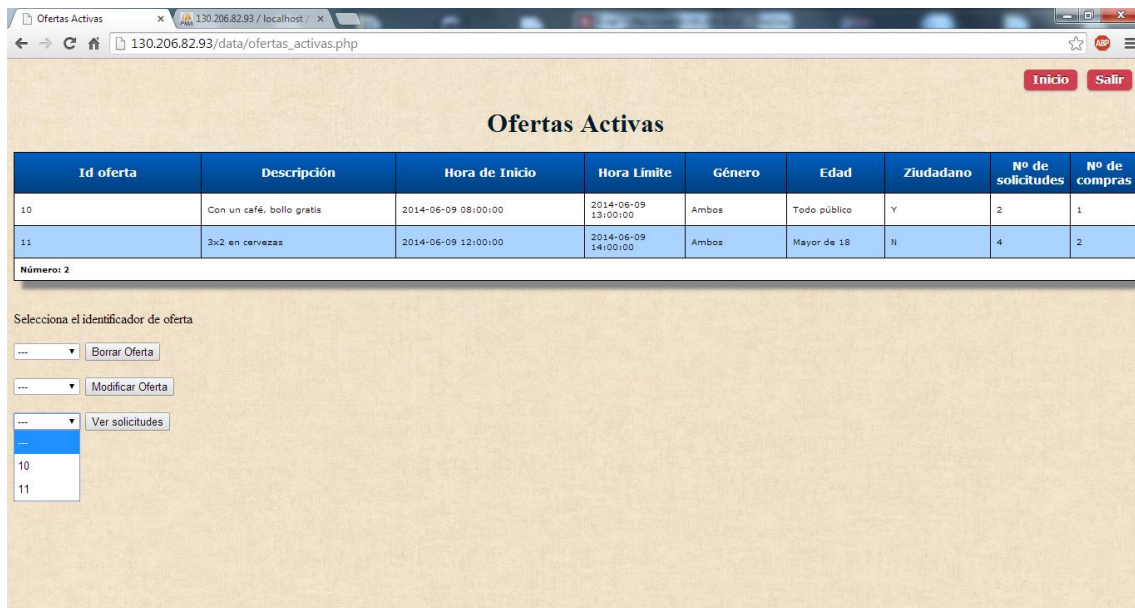 Ofertas Activas
130.206.82.93 / localhost /
130.206.82.93/data/ofertas_activas.php
ABP
Inicio Salir
Ofertas Activas
Id oferta Descripción Hora de Inicio Hora Límite Género Edad Ziudadano Nº de solicitudes Nº de compras
10 Con un café, bollo gratis 2014-06-09 08:00:00 2014-06-09 13:00:00 Ambos Todo público Y 2 1
11 3x2 en cervezas 2014-06-09 12:00:00 2014-06-09 14:00:00 Ambos Mayor de 18 N 4 2
Número: 2
Selecciona el identificador de oferta
--- Borrar Oferta
--- Modificar Oferta
--- Ver solicitudes
---
10
11